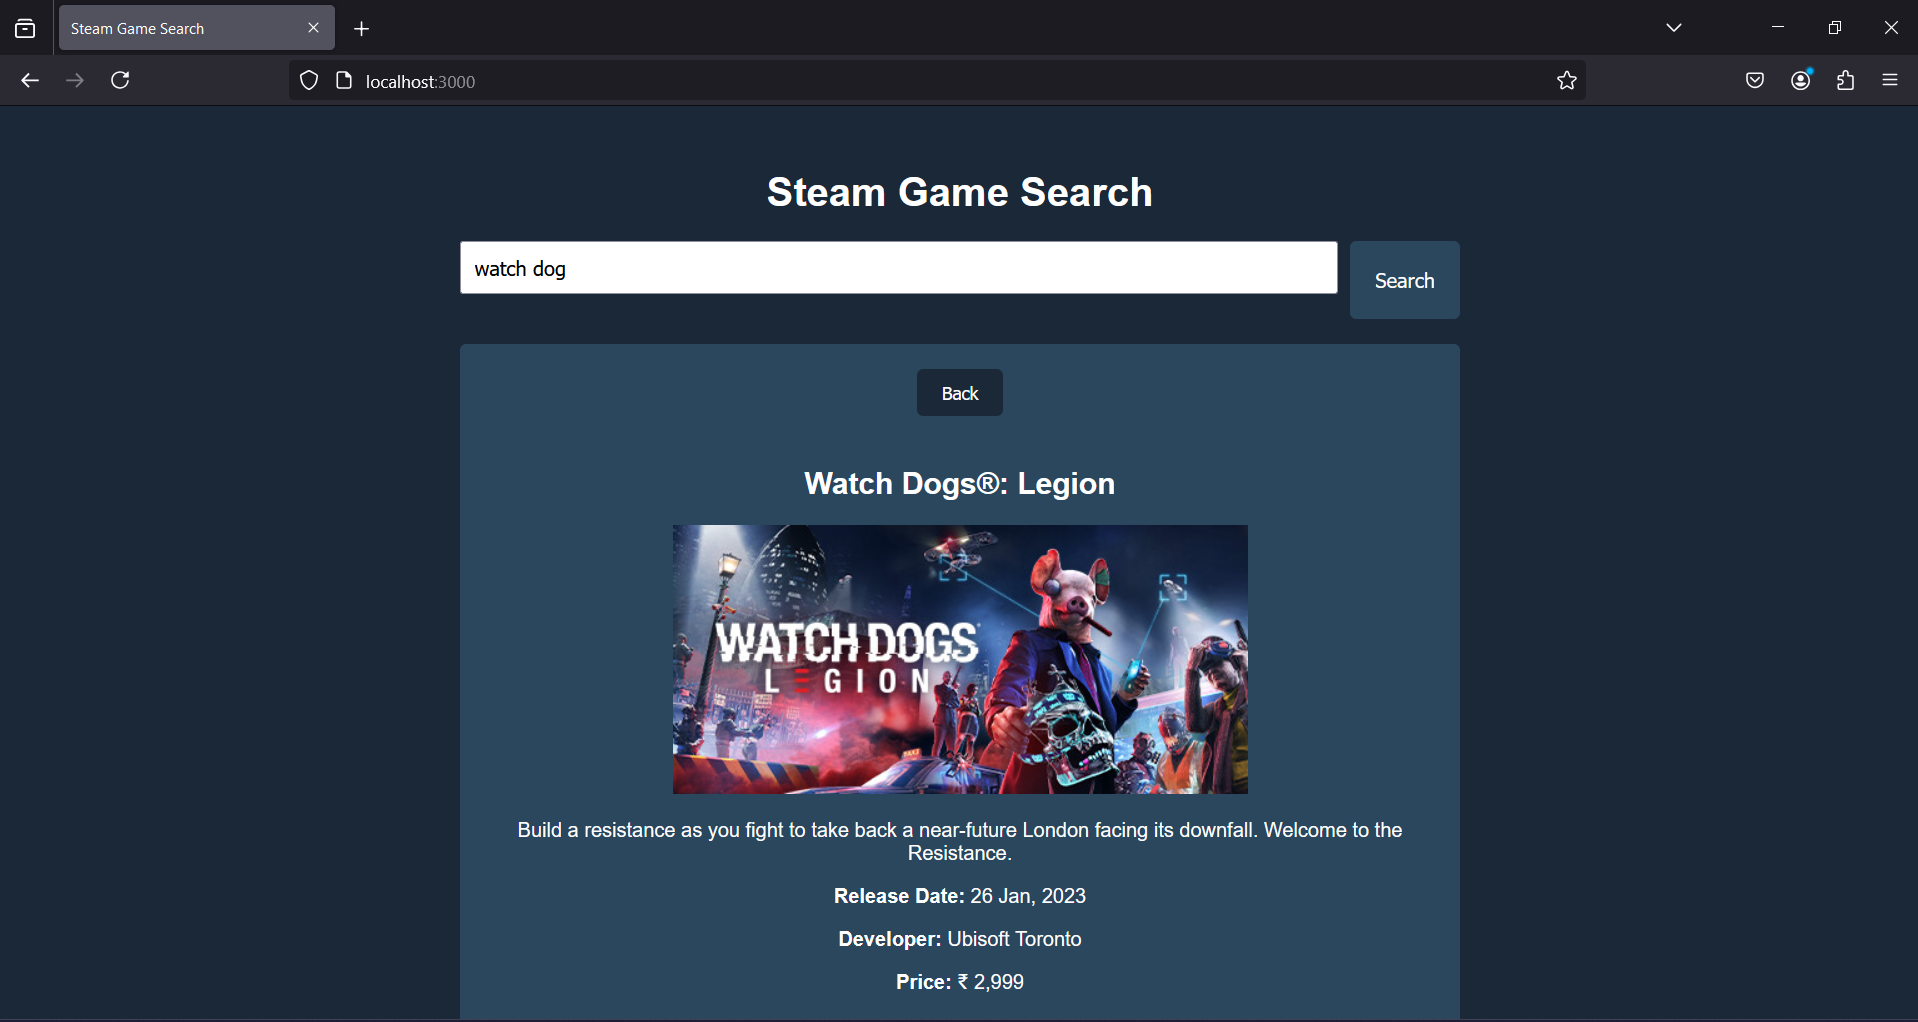 Steam Game Search
localhost:3000
Steam Game Search
watch dog
Search
Back
Watch Dogs®: Legion
WATCH DOGS
LEGION
TAXI
Build a resistance as you fight to take back a near-future London facing its downfall. Welcome to the
Resistance.
Release Date: 26 Jan, 2023
Developer: Ubisoft Toronto
Price: ₹ 2,999